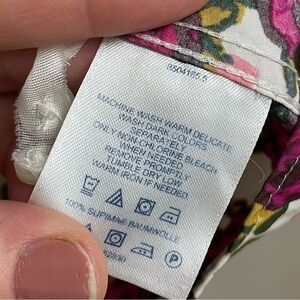 8504165.5
MACHINE WASH WARM DELICATE
WASH DARK COLORS
SEPARATELY
ONLY NON-CHLORINE BLEACH
WHEN NEEDED
REMOVE PROMPTLY
TUMBLE DRY LOW
WARM IRON IF NEEDED
100% SUPIMA® BAUMWOLLE
P